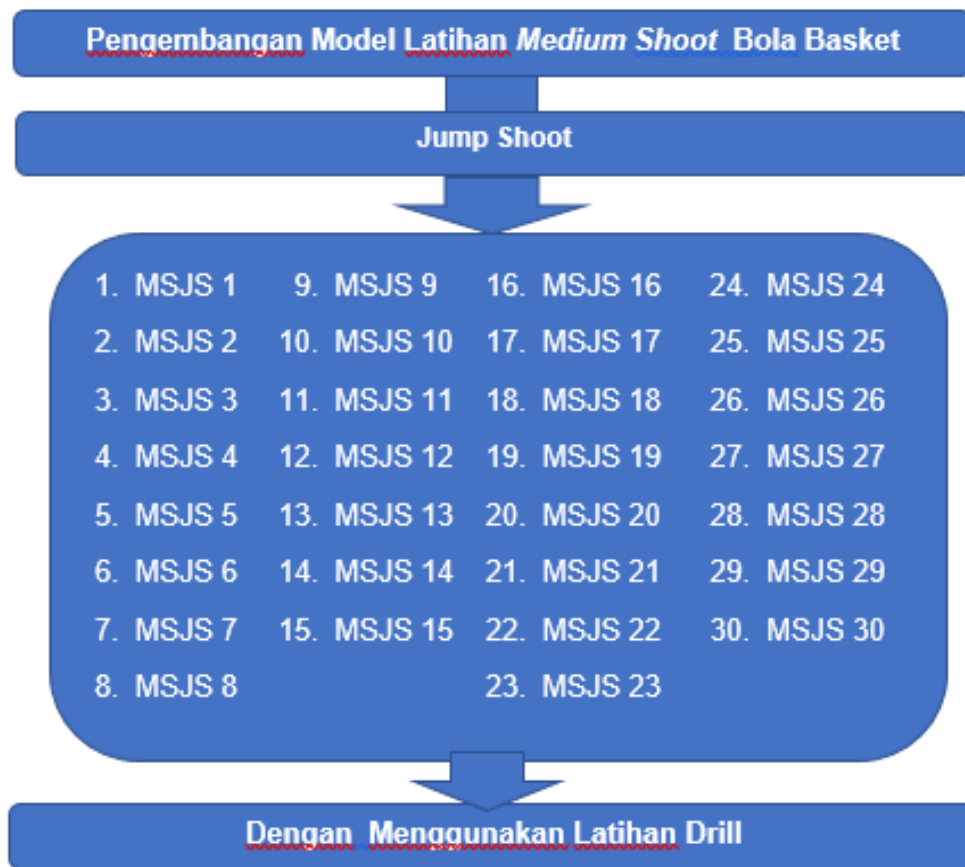 Pengembangan Model Latihan Medium Shoot Bola Basket
Jump Shoot
1. MSJS 1 9. MSJS 9 16. MSJS 16 24. MSJS 24
2. MSJS 2 10. MSJS 10 17. MSJS 17 25. MSJS 25
3. MSJS 3 11. MSJS 11 18. MSJS 18 26. MSJS 26
4. MSJS 4 12. MSJS 12 19. MSJS 19 27. MSJS 27
5. MSJS 5 13. MSJS 13 20. MSJS 20 28. MSJS 28
6. MSJS 6 14. MSJS 14 21. MSJS 21 29. MSJS 29
7. MSJS 7 15. MSJS 15 22. MSJS 22 30. MSJS 30
8. MSJS 8 23. MSJS 23
Dengan Menggunakan Latihan Drill